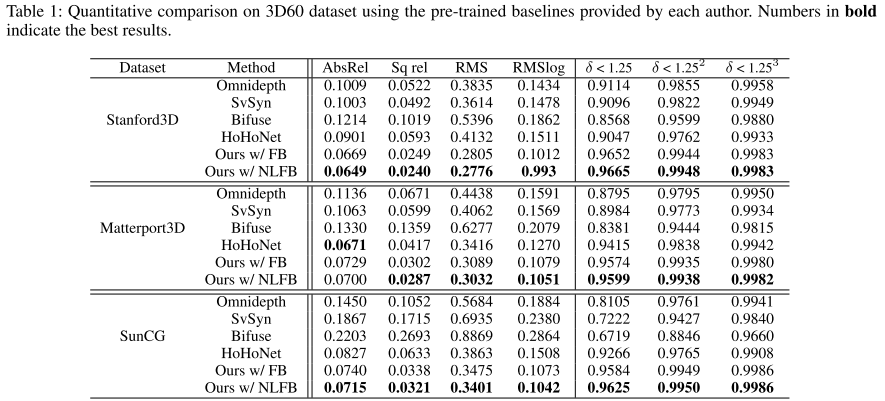 Table 1: Quantitative comparison on 3D60 dataset using the pre-trained baselines provided by each author. Numbers in bold
indicate the best results.
Dataset Method AbsRel Sq rel RMS RMSlog δ < 1.25 δ < 1.25² δ < 1.25³
Omnidepth 0.1009 0.0522 0.3835 0.1434 0.9114 0.9855 0.9958
SvSyn 0.1003 0.0492 0.3614 0.1478 0.9096 0.9822 0.9949
Stanford3D Bifuse 0.1214 0.1019 0.5396 0.1862 0.8568 0.9599 0.9880
HoHoNet 0.0901 0.0593 0.4132 0.1511 0.9047 0.9762 0.9933
Ours w/ FB 0.0669 0.0249 0.2805 0.1012 0.9652 0.9944 0.9983
Ours w/ NLFB 0.0649 0.0240 0.2776 0.993 0.9665 0.9948 0.9983
Omnidepth 0.1136 0.0671 0.4438 0.1591 0.8795 0.9795 0.9950
SvSyn 0.1063 0.0599 0.4062 0.1569 0.8984 0.9773 0.9934
Matterport3D Bifuse 0.1330 0.1359 0.6277 0.2079 0.8381 0.9444 0.9815
HoHoNet 0.0671 0.0417 0.3416 0.1270 0.9415 0.9838 0.9942
Ours w/ FB 0.0729 0.0302 0.3089 0.1079 0.9574 0.9935 0.9980
Ours w/ NLFB 0.0700 0.0287 0.3032 0.1051 0.9599 0.9938 0.9982
Omnidepth 0.1450 0.1052 0.5684 0.1884 0.8105 0.9761 0.9941
SvSyn 0.1867 0.1715 0.6935 0.2380 0.7222 0.9427 0.9840
SunCG Bifuse 0.2203 0.2693 0.8869 0.2864 0.6719 0.8846 0.9660
HoHoNet 0.0827 0.0633 0.3863 0.1508 0.9266 0.9765 0.9908
Ours w/ FB 0.0740 0.0338 0.3475 0.1073 0.9584 0.9949 0.9986
Ours w/ NLFB 0.0715 0.0321 0.3401 0.1042 0.9625 0.9950 0.9986